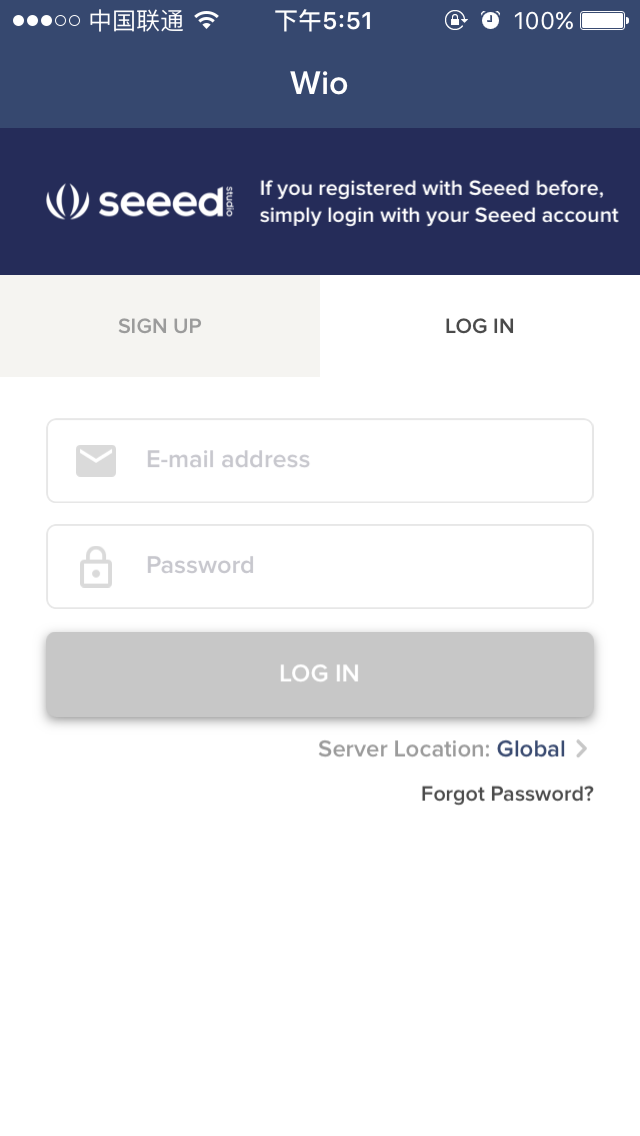 中国联通 下午5:51 100%
Wio
seeed studio
If you registered with Seeed before,
simply login with your Seeed account
SIGN UP LOG IN
E-mail address
Password
LOG IN
Server Location: Global
Forgot Password?